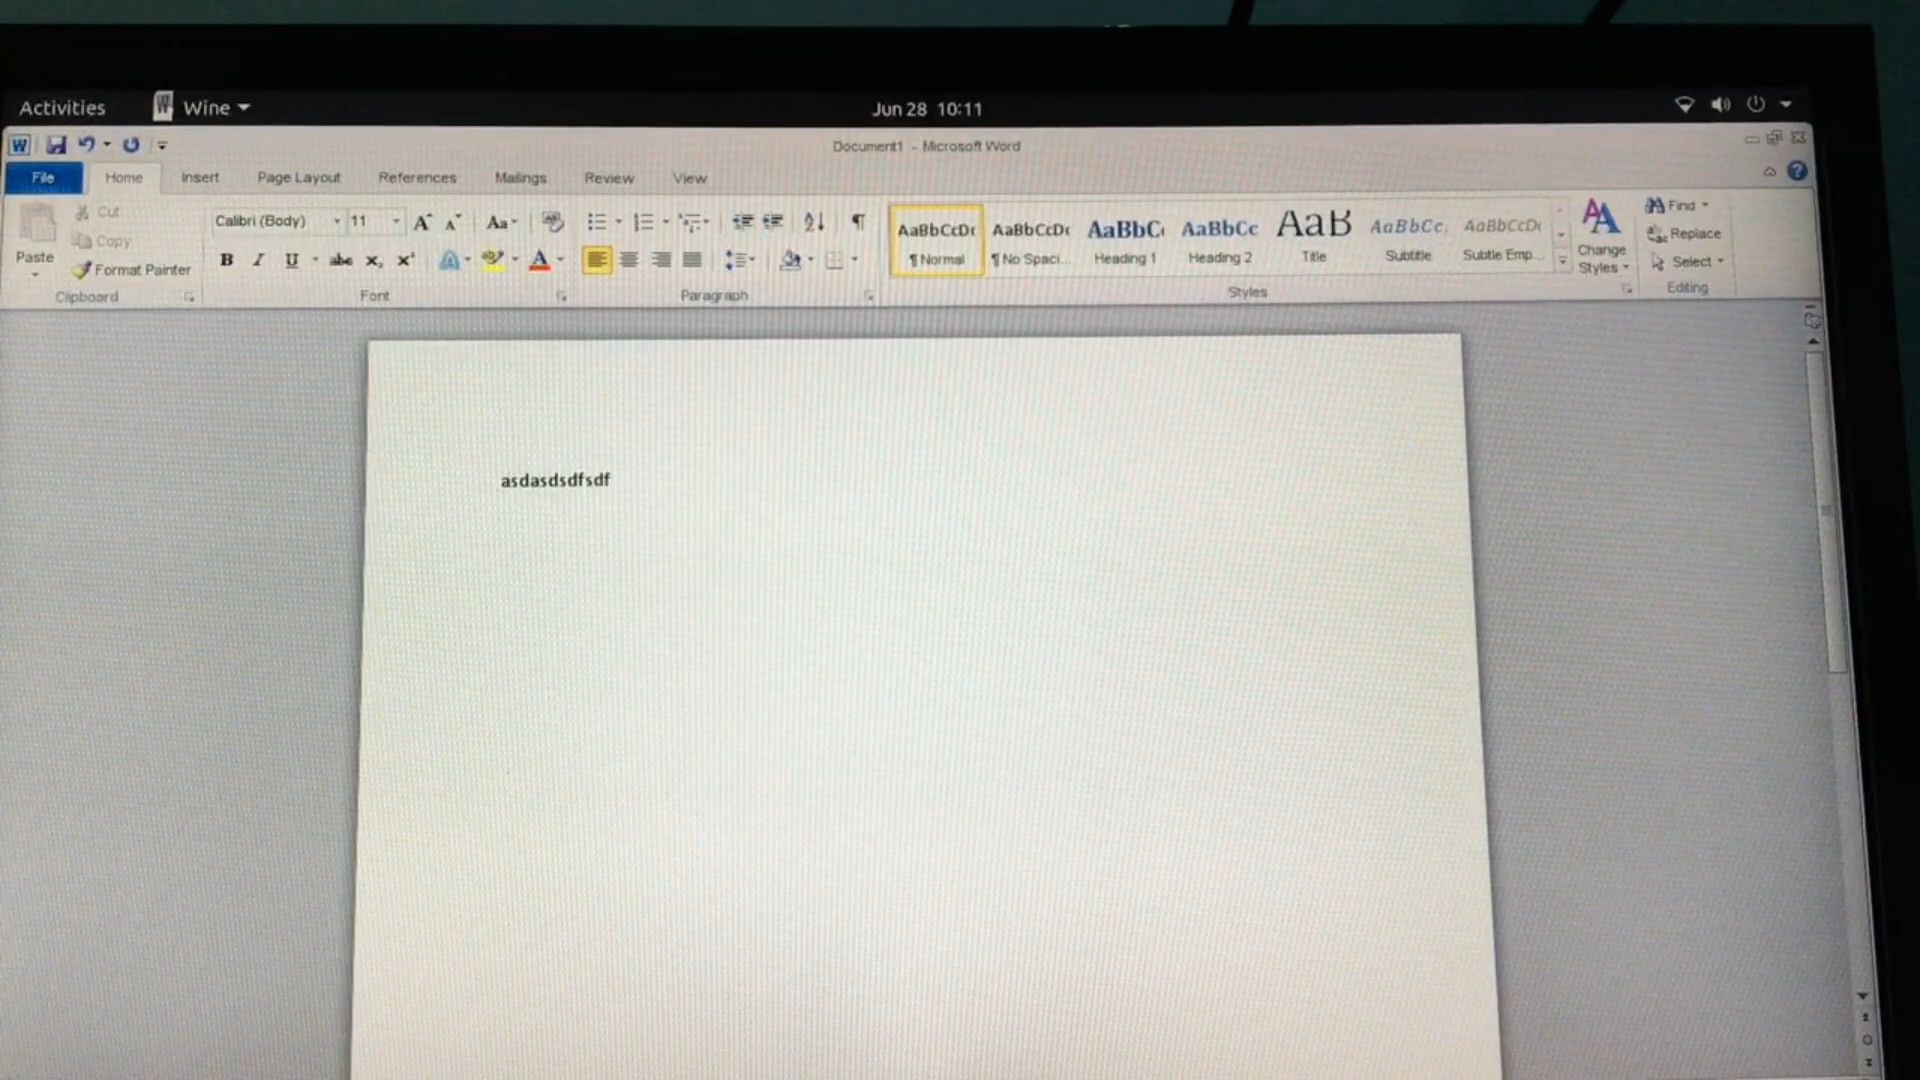 Activities Wine Jun 28 10:11
Document1 - Microsoft Word
File Home Insert Page Layout References Mailings Review View
Paste
Cut
Copy
Format Painter
Clipboard
Calibri (Body) 11
Font
Paragraph
AaBbCcDc AaBbCcDc AaBbC AaBbCc AaB AaBbCc. AaBbCcDc
¶ Normal ¶ No Spaci... Heading 1 Heading 2 Title Subtitle Subtle Emp...
Styles
Change
Styles
Find
Replace
Select
Editing
asdasdsdfsdf